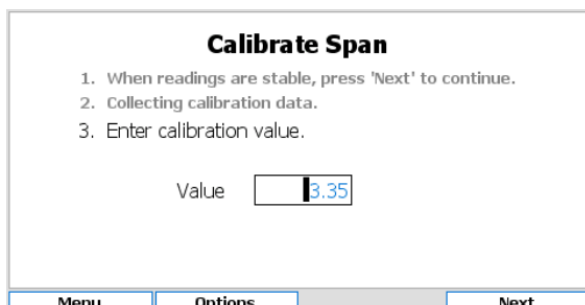 Calibrate Span
1. When readings are stable, press 'Next' to continue.
2. Collecting calibration data.
3. Enter calibration value.
Value 3.35
Menu Options Next